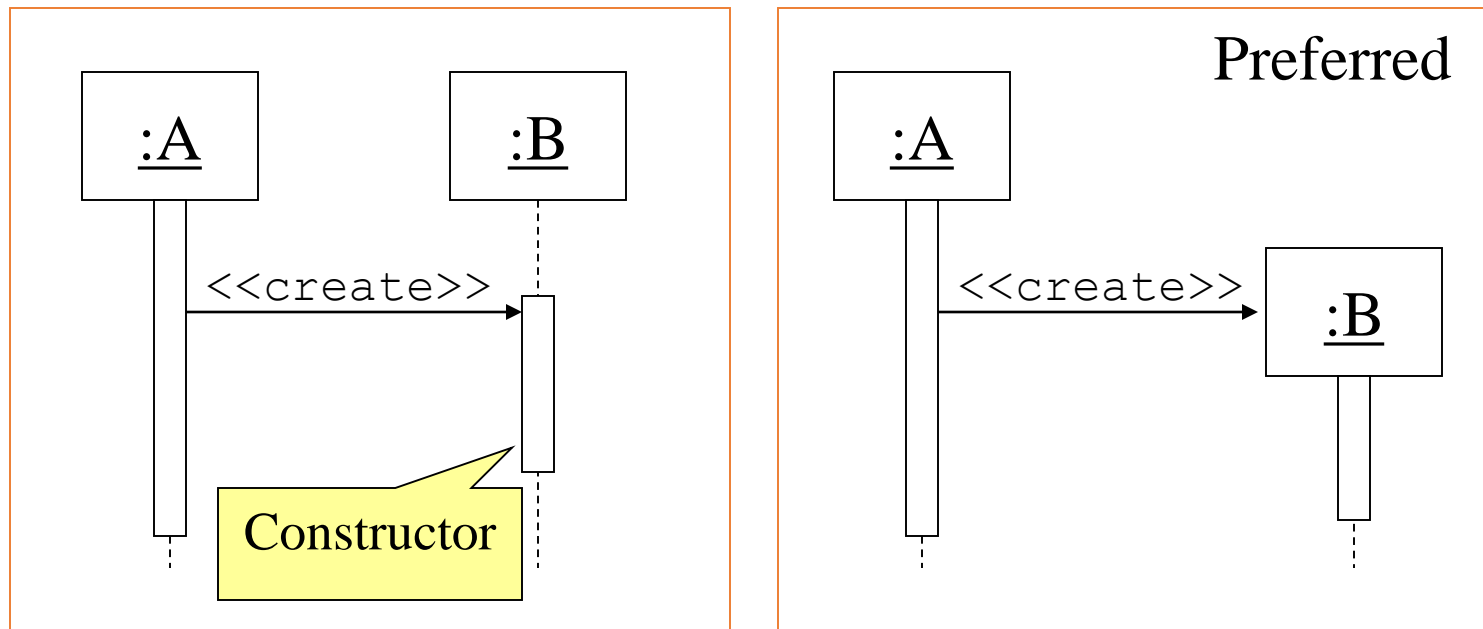 :A
:B
<<create>>
Constructor
Preferred
:A
<<create>>
:B